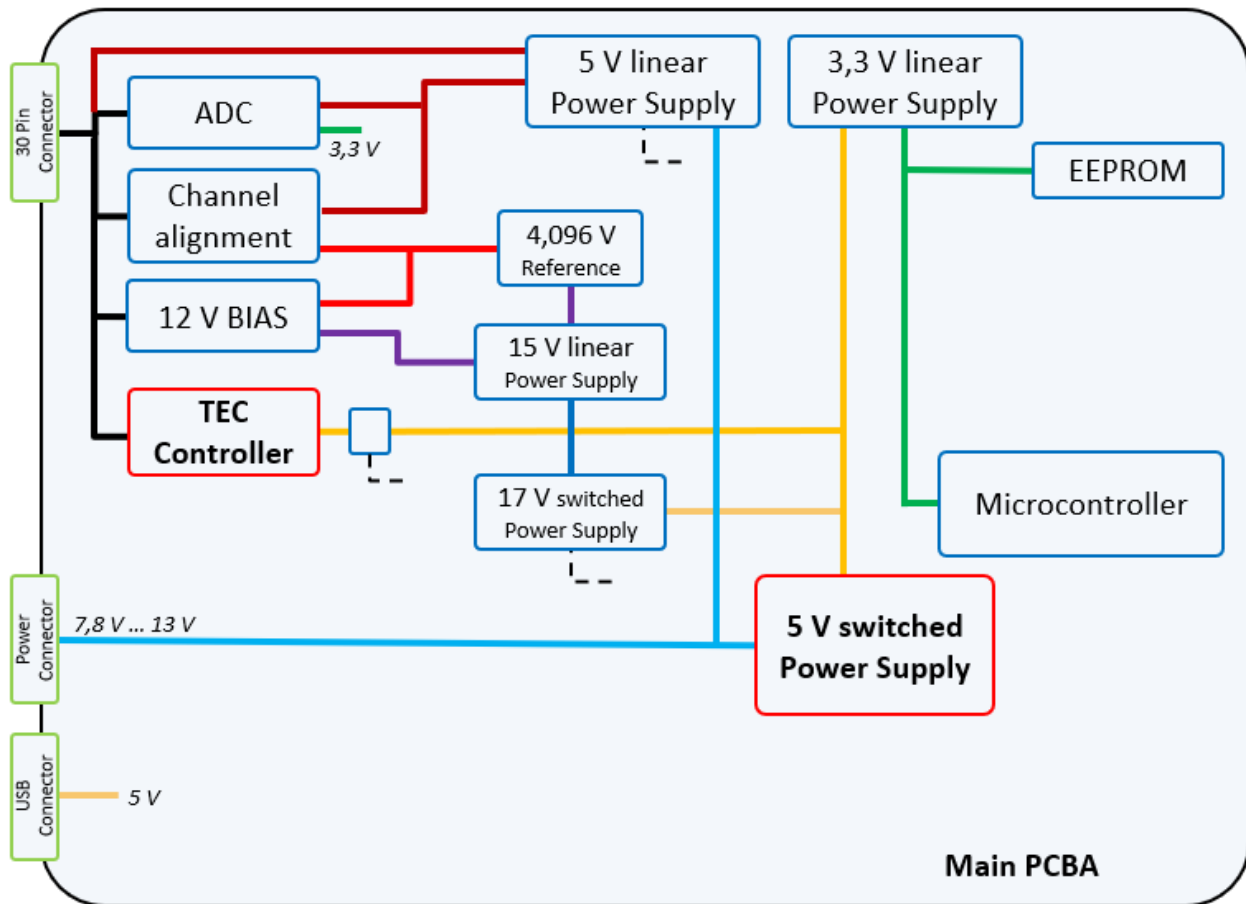 30 Pin
Connector
ADC
3,3 V
Channel
alignment
12 V BIAS
TEC
Controller
5 V linear
Power Supply
3,3 V linear
Power Supply
EEPROM
4,096 V
Reference
15 V linear
Power Supply
17 V switched
Power Supply
Microcontroller
Power
Connector
7,8 V ... 13 V
5 V switched
Power Supply
USB
Connector
5 V
Main PCBA